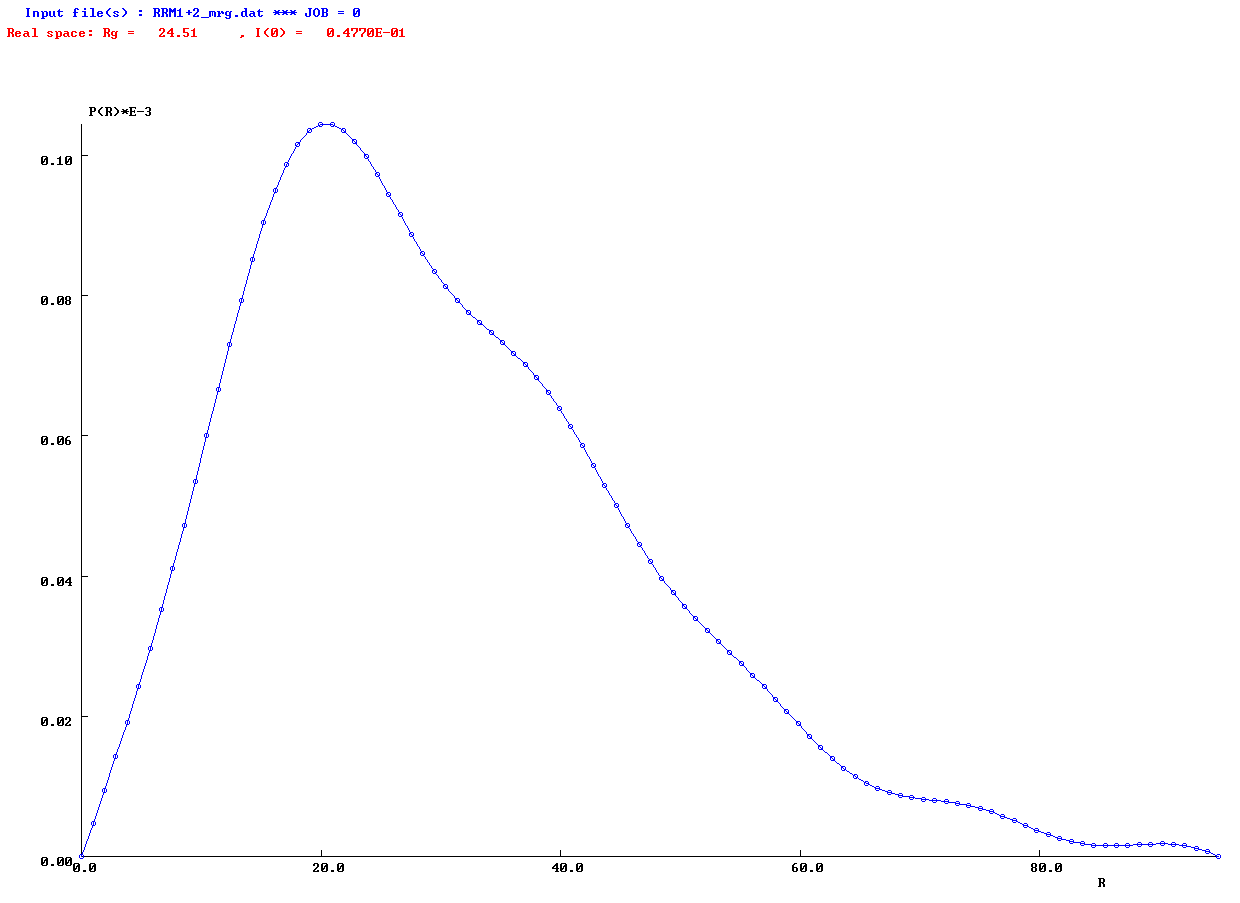 Input file(s) : RRM1+2_mrg.dat *** JOB = 0
Real space: Rg = 24.51 , I(0) = 0.4770E-01
P(R)*E-3
0.10
0.08
0.06
0.04
0.02
0.00
0.0 20.0 40.0 60.0 80.0
R